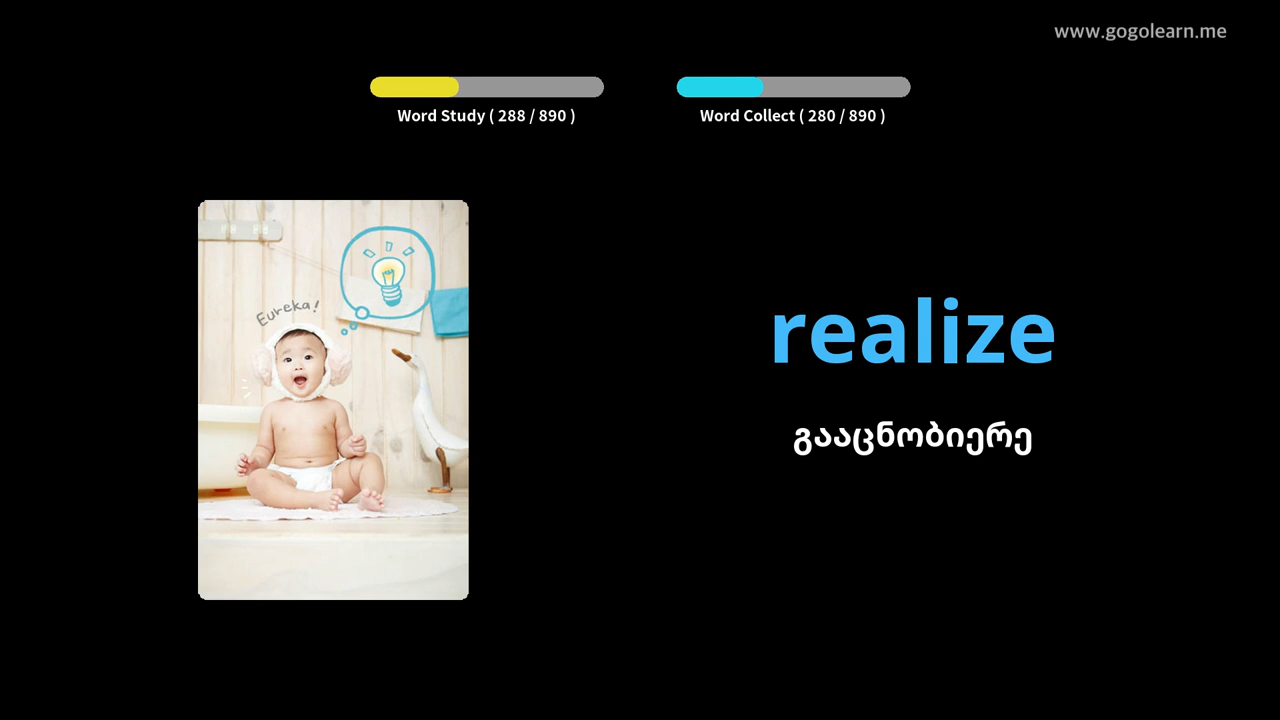 www.gogolearn.me
Word Study ( 288 / 890 )
Word Collect ( 280 / 890 )
Eureka!
realize
გააცნობიერე